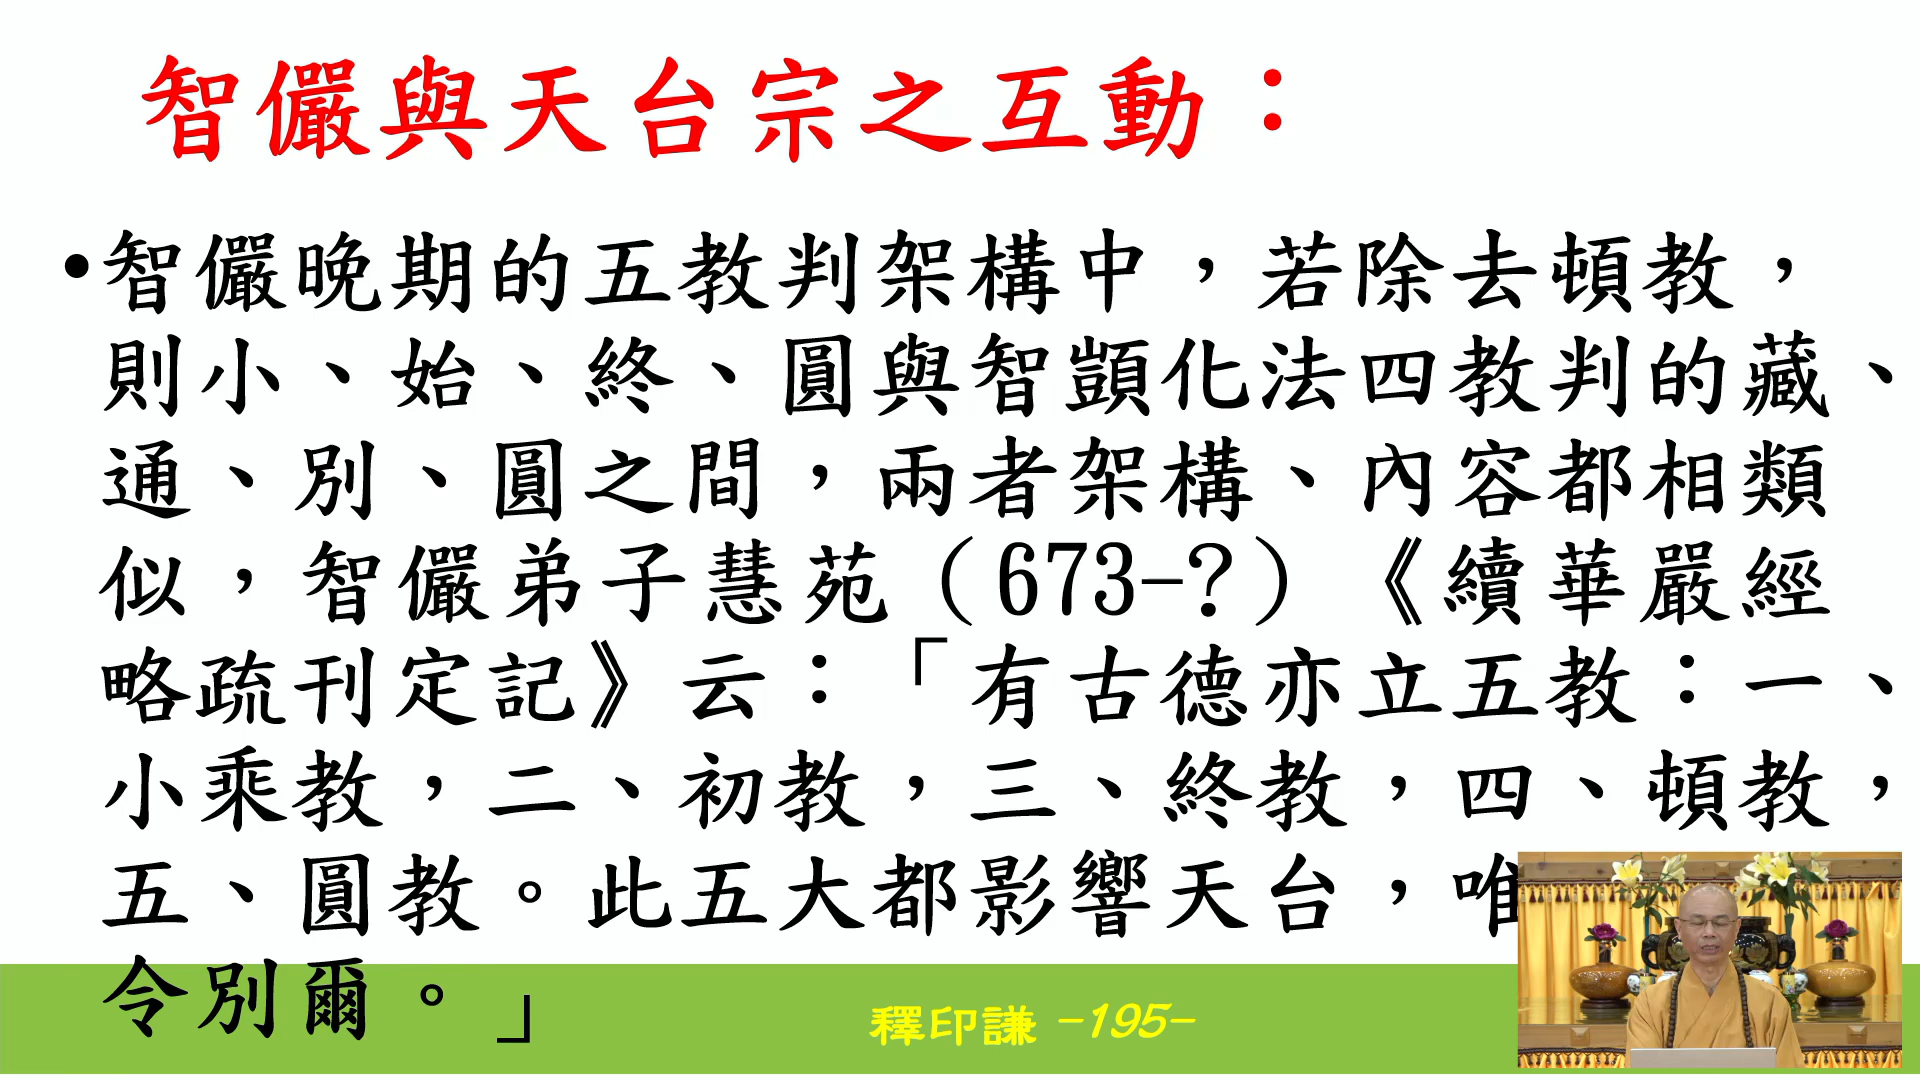 智儼與天台宗之互動：
•智儼晚期的五教判架構中，若除去頓教，
則小、始、終、圓與智顗化法四教判的藏、
通、別、圓之間，兩者架構、內容都相類
似，智儼弟子慧苑（673-?）《續華嚴經
略疏刊定記》云：「有古德亦立五教：一、
小乘教，二、初教，三、終教，四、頓教，
五、圓教。此五大都影響天台，唯
令別爾。」
釋印謙 -195-